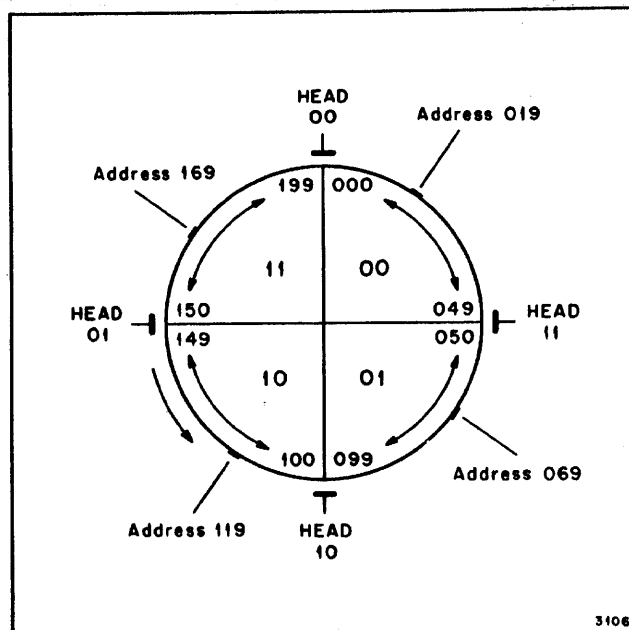 HEAD
00
Address 019
Address 169
199 000
11 00
HEAD
01
150 049
149 050
HEAD
11
10 01
100 099
Address 069
Address 119
HEAD
10
3106